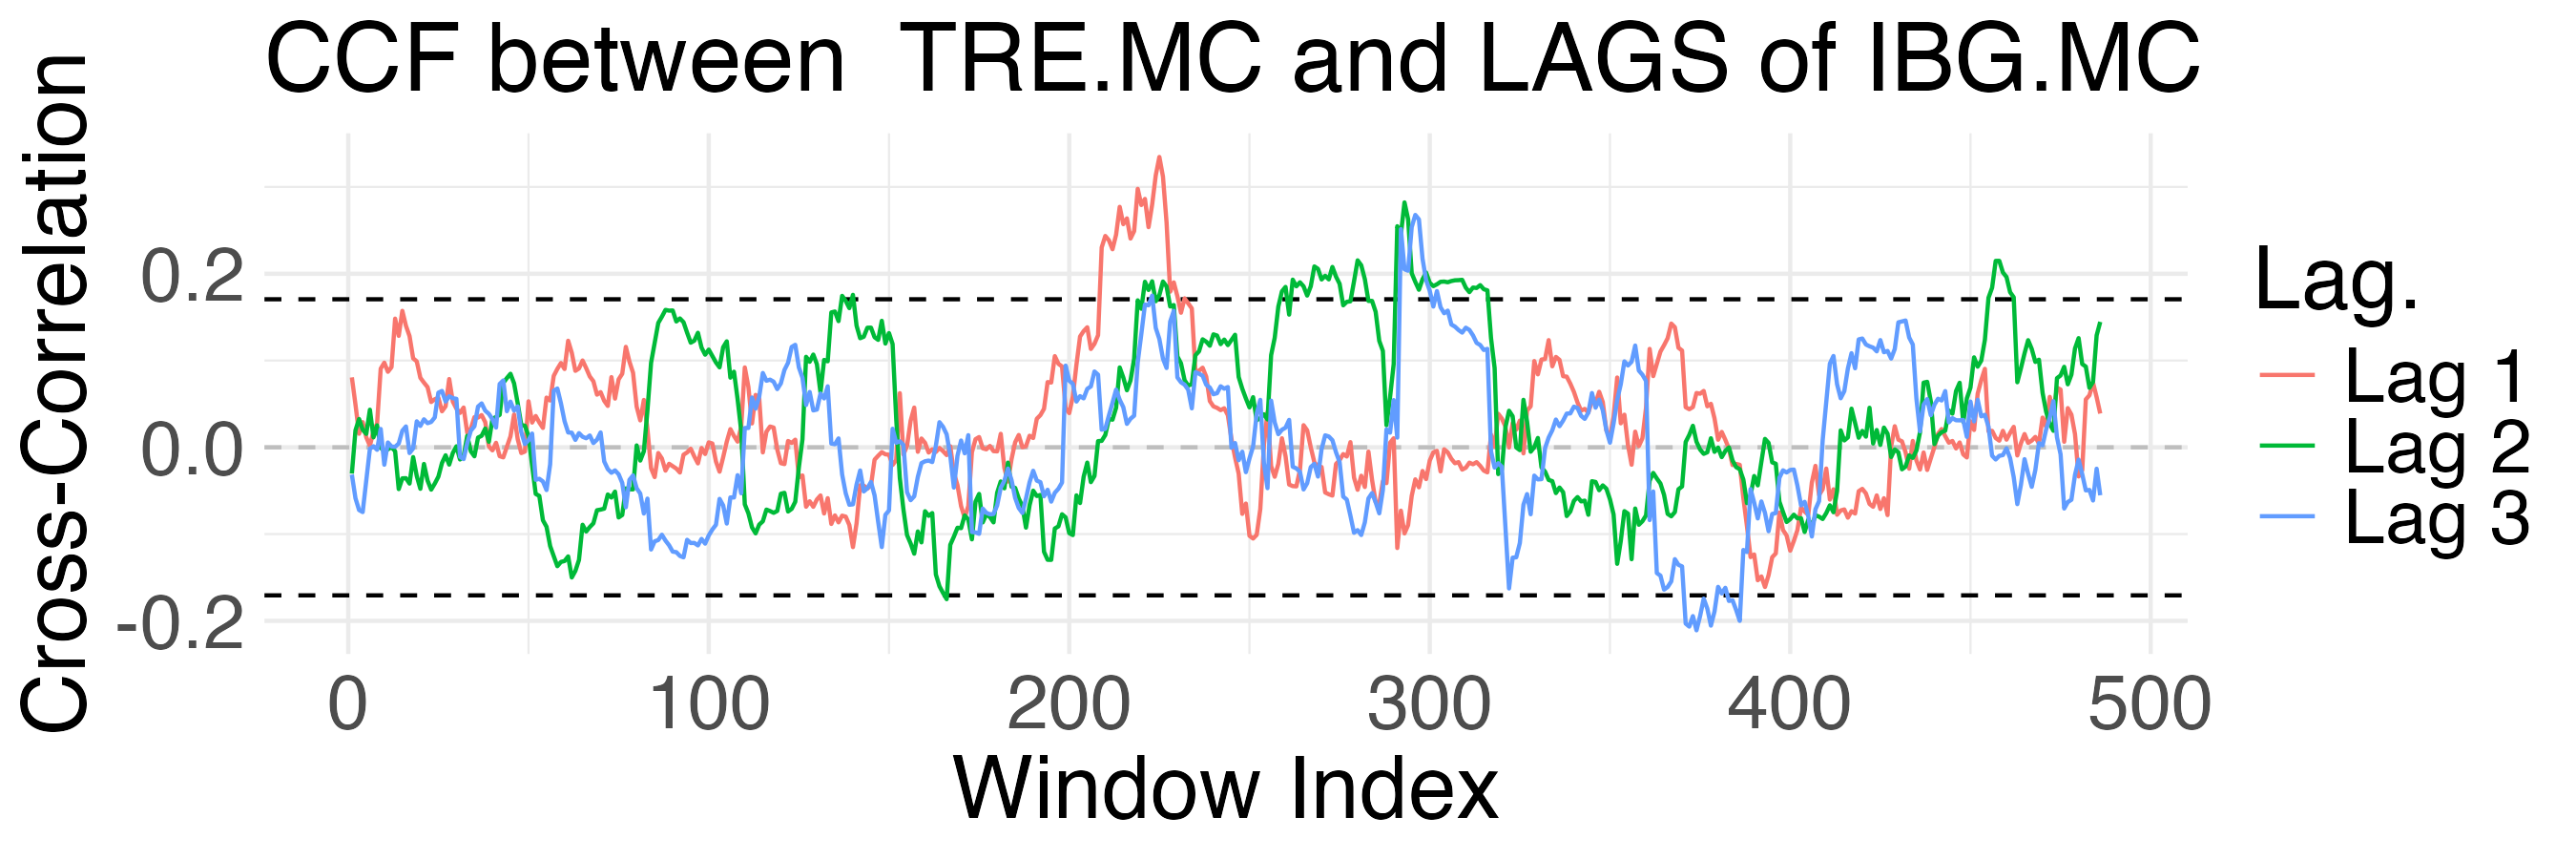 CCF between  TRE.MC and LAGS of IBG.MC
Cross-Correlation
0.2
0.0
-0.2
0 100 200 300 400 500
Window Index
Lag.
Lag 1
Lag 2
Lag 3